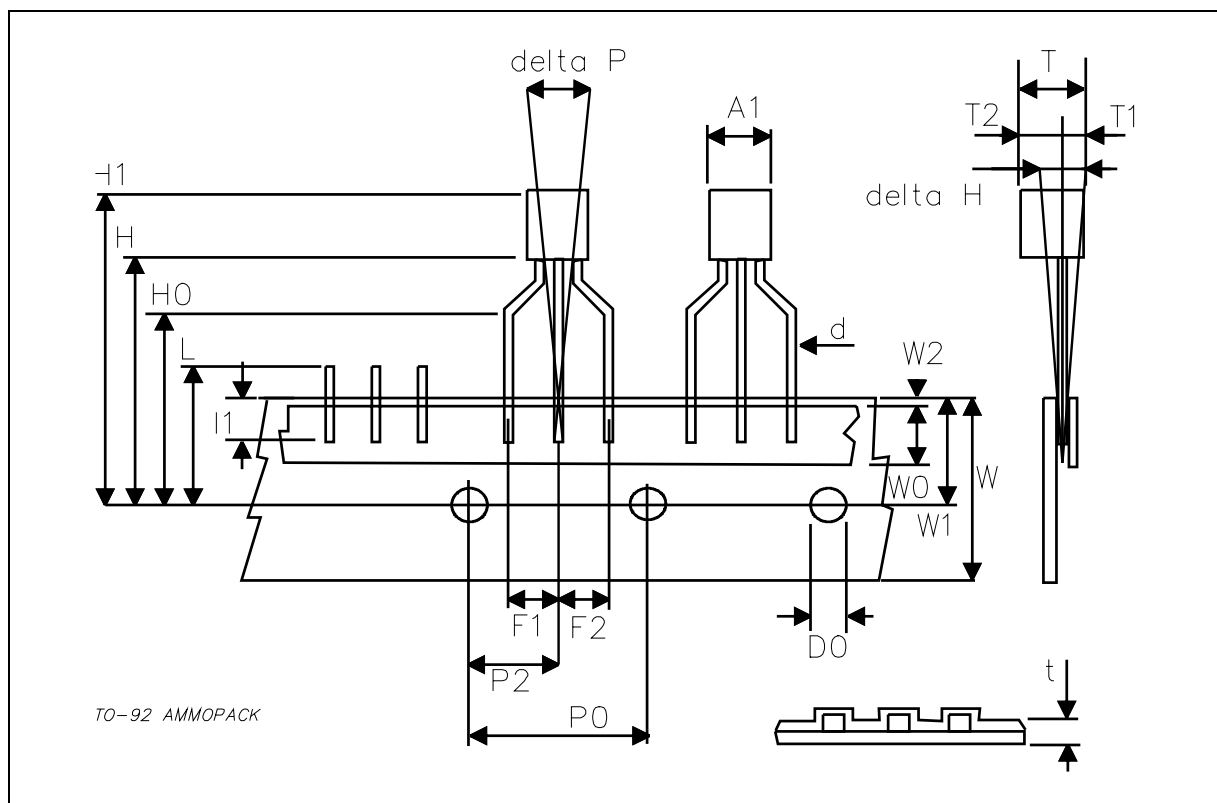 delta P
T
A1
T2
T1
H1
delta H
H
H0
L
d
W2
I1
W0
W
W1
F1
F2
D0
P2
t
P0
TO-92 AMMOPACK